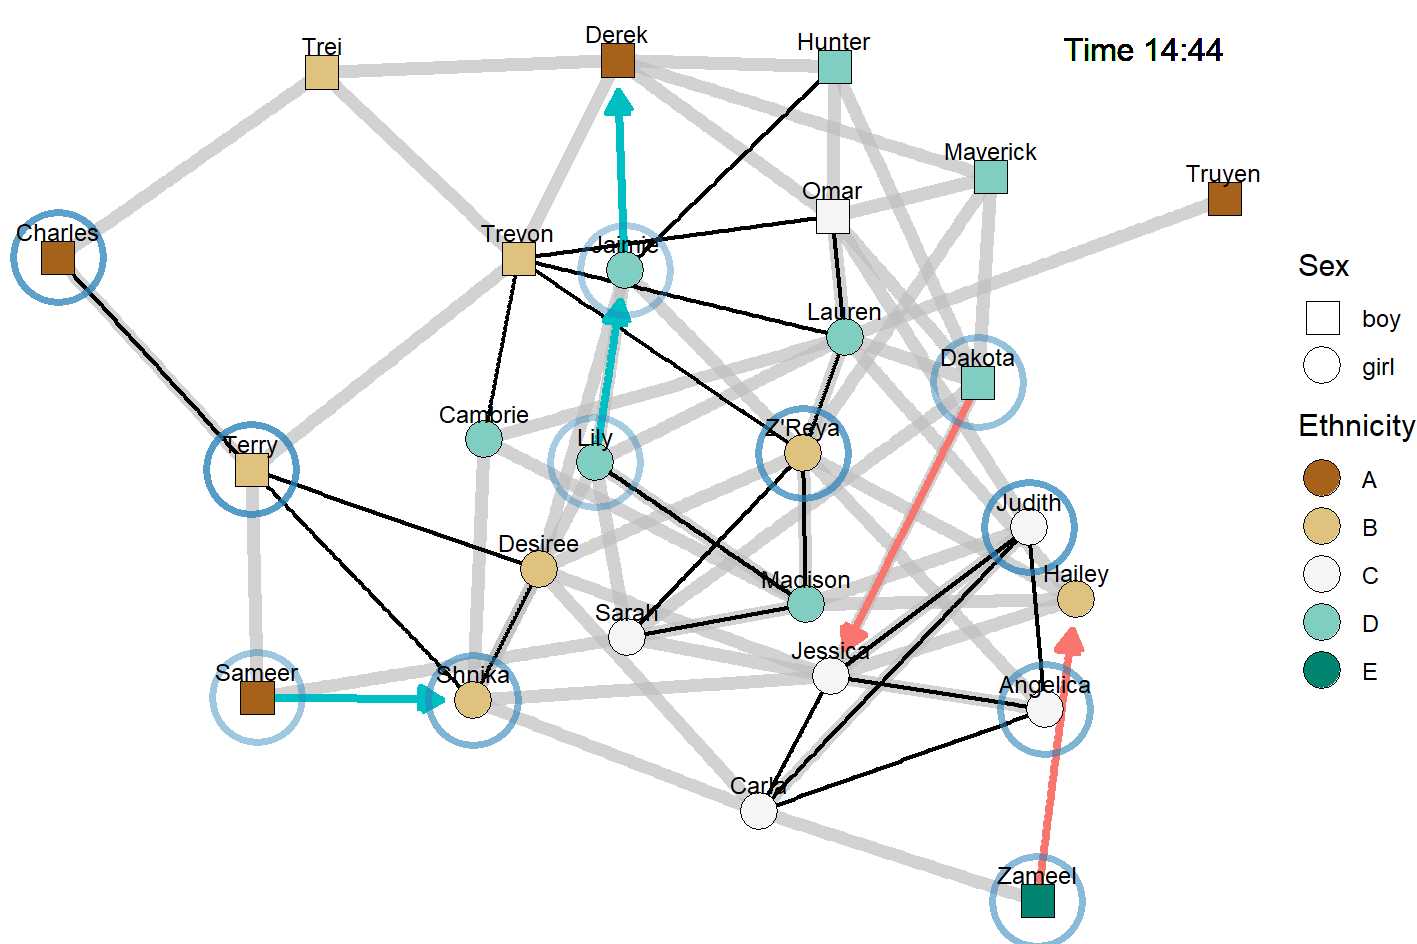 Trei
Derek
Hunter
Time 14:44
Maverick
Truyen
Omar
Charles
Trevon
Jaimie
Lauren
Dakota
Cambrie
Terry
Lily
Z'Reya
Judith
Desiree
Madison
Hailey
Sarah
Jessica
Sameer
Shnika
Angelica
Carla
Zameel
Sex
boy
girl
Ethnicity
A
B
C
D
E